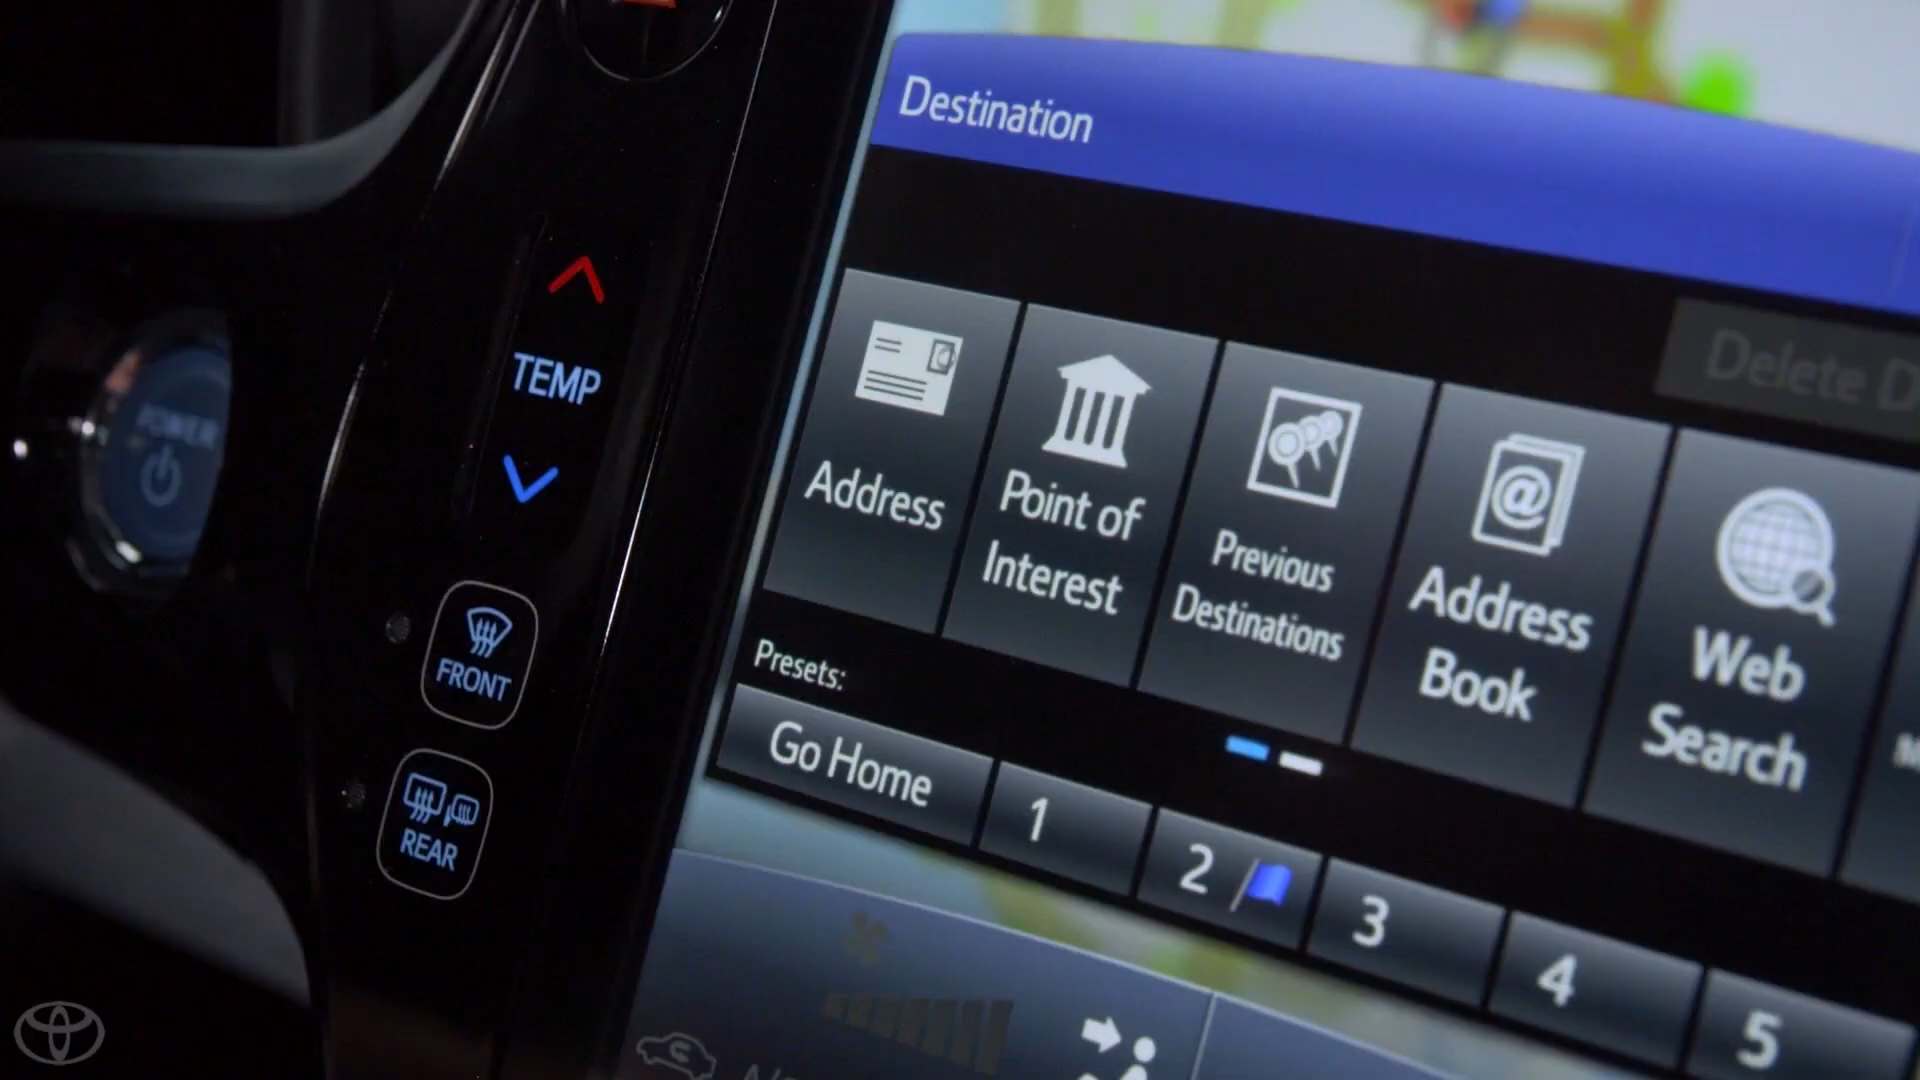 Destination
Delete D
TEMP
POWER
Address
Point of
Interest
Previous
Destinations
Address
Book
Web
Search
FRONT
REAR
Presets:
Go Home
1
2
3
4
5